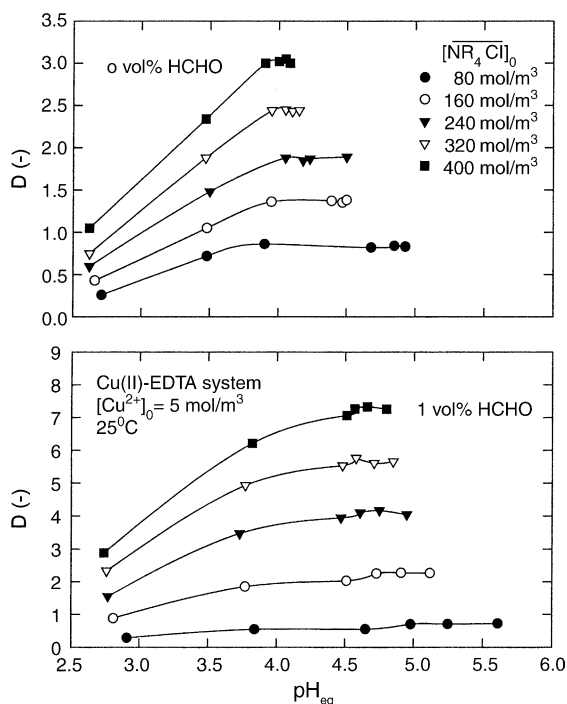 3.5
3.0
2.5
2.0
1.5
1.0
0.5
0.0
D (-)
o vol% HCHO
[NR₄Cl]₀
80 mol/m³
160 mol/m³
240 mol/m³
320 mol/m³
400 mol/m³
9
8
7
6
5
4
3
2
1
0
D (-)
Cu(II)-EDTA system
[Cu²⁺]₀= 5 mol/m³
25⁰C
1 vol% HCHO
2.5 3.0 3.5 4.0 4.5 5.0 5.5 6.0
pHeq